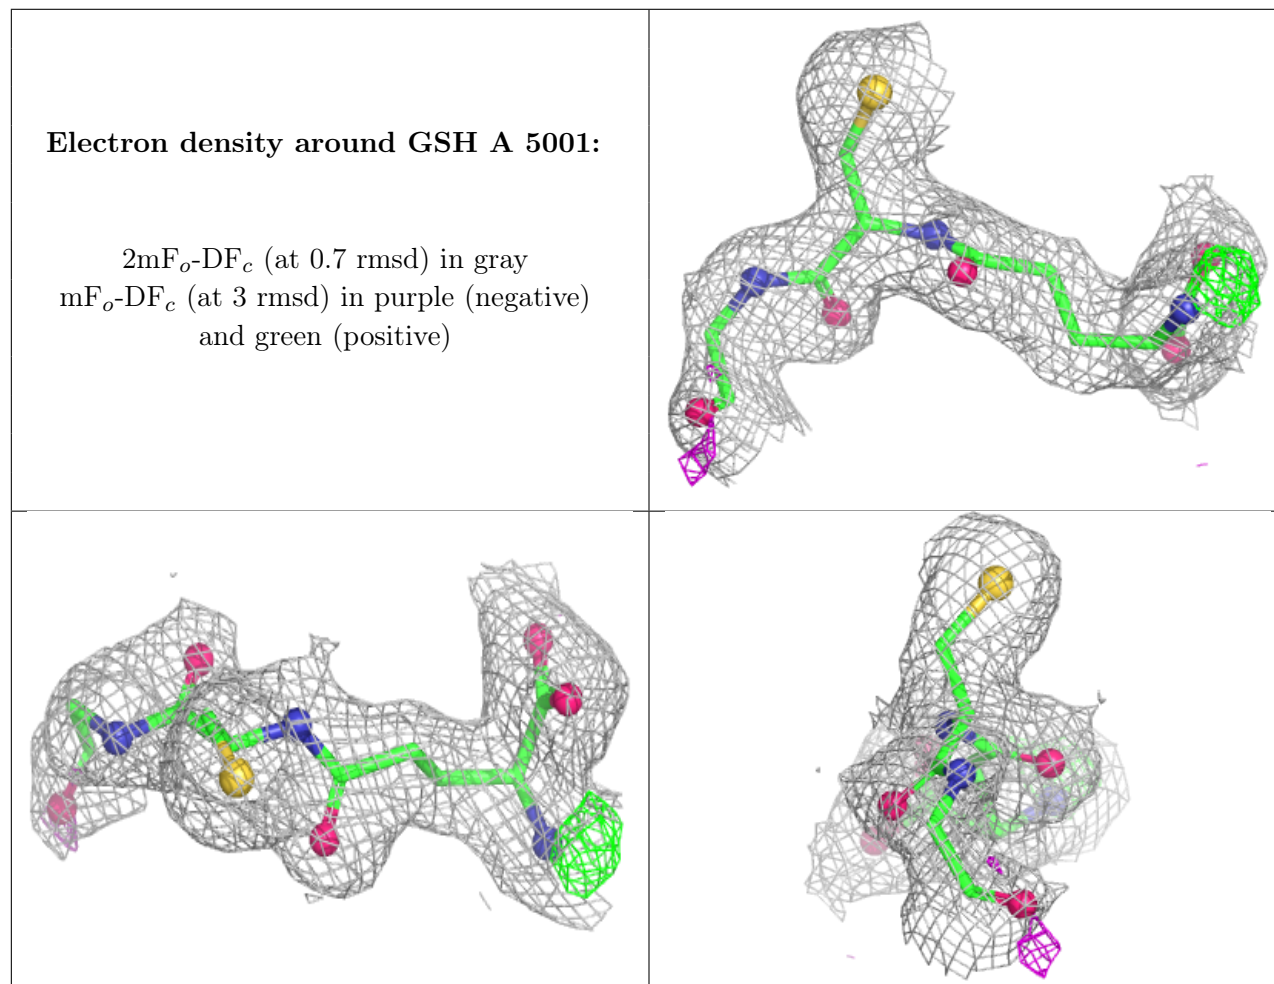 Electron density around GSH A 5001:
2mFo-DFc (at 0.7 rmsd) in gray
mFo-DFc (at 3 rmsd) in purple (negative)
and green (positive)